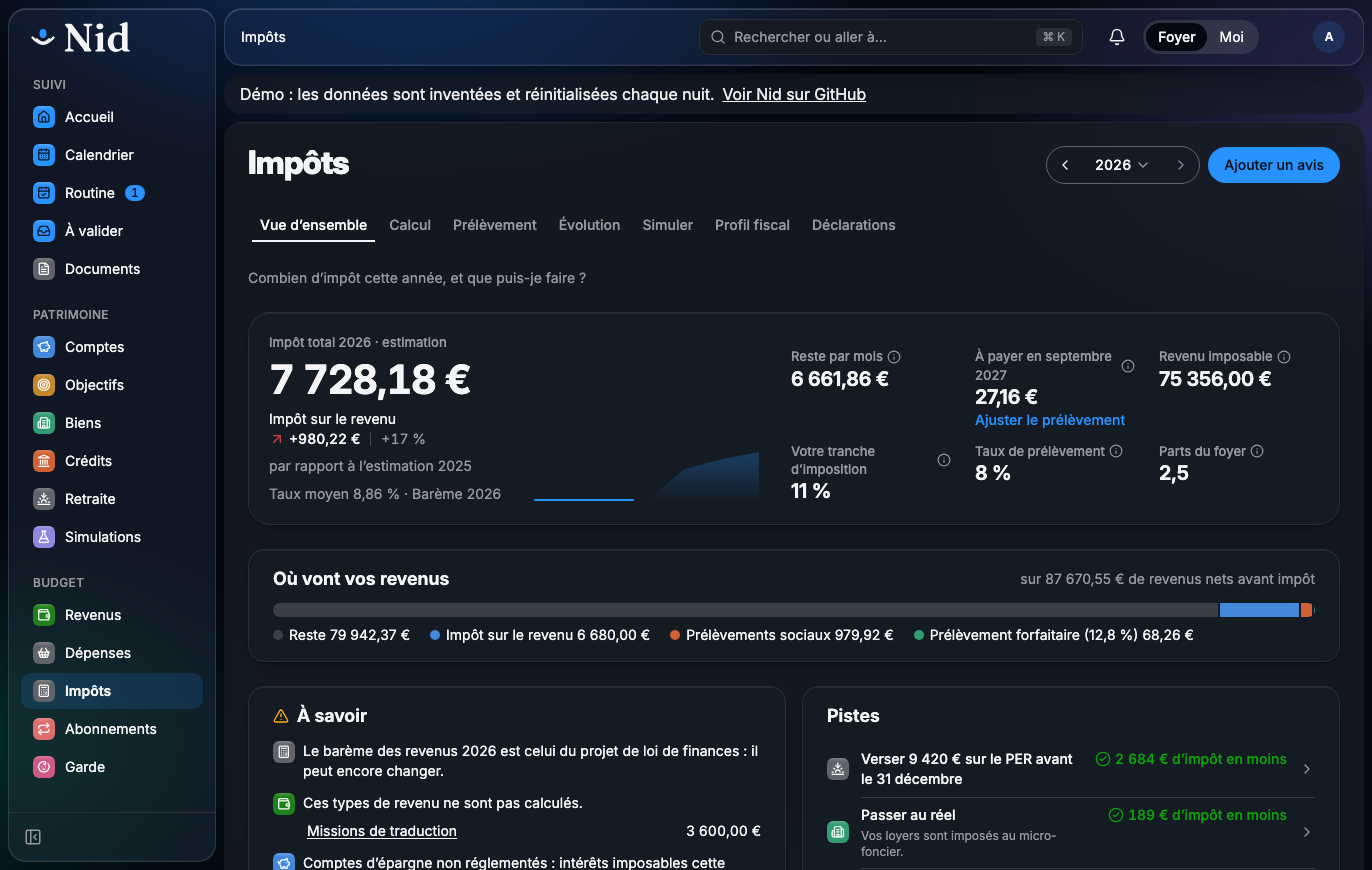 Nid
Impôts
Rechercher ou aller à...
⌘ K
Foyer
Moi
A
SUIVI
Accueil
Calendrier
Routine 1
À valider
Documents
PATRIMOINE
Comptes
Objectifs
Biens
Crédits
Retraite
Simulations
BUDGET
Revenus
Dépenses
Impôts
Abonnements
Garde
Démo : les données sont inventées et réinitialisées chaque nuit. Voir Nid sur GitHub
Impôts
2026
Ajouter un avis
Vue d’ensemble
Calcul
Prélèvement
Évolution
Simuler
Profil fiscal
Déclarations
Combien d’impôt cette année, et que puis-je faire ?
Impôt total 2026 · estimation
7 728,18 €
Impôt sur le revenu
+980,22 € | +17 %
par rapport à l’estimation 2025
Taux moyen 8,86 % · Barème 2026
Reste par mois
6 661,86 €
À payer en septembre
2027
27,16 €
Ajuster le prélèvement
Revenu imposable
75 356,00 €
Votre tranche
d’imposition
11 %
Taux de prélèvement
8 %
Parts du foyer
2,5
Où vont vos revenus
sur 87 670,55 € de revenus nets avant impôt
Reste 79 942,37 €
Impôt sur le revenu 6 680,00 €
Prélèvements sociaux 979,92 €
Prélèvement forfaitaire (12,8 %) 68,26 €
À savoir
Le barème des revenus 2026 est celui du projet de loi de finances : il
peut encore changer.
Ces types de revenu ne sont pas calculés.
Missions de traduction 3 600,00 €
Comptes d’épargne non réglementés : intérêts imposables cette
Pistes
Verser 9 420 € sur le PER avant
le 31 décembre
2 684 € d’impôt en moins
Passer au réel
189 € d’impôt en moins
Vos loyers sont imposés au micro-
foncier.